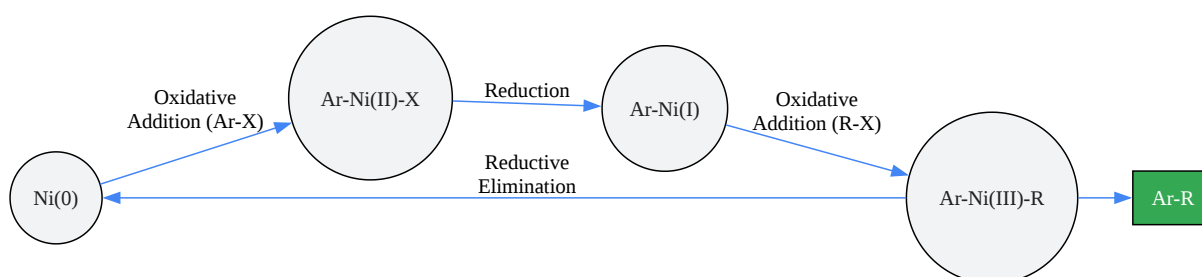 Ni(0)
Oxidative
Addition (Ar-X)
Ar-Ni(II)-X
Reduction
Ar-Ni(I)
Oxidative
Addition (R-X)
Reductive
Elimination
Ar-Ni(III)-R
Ar-R